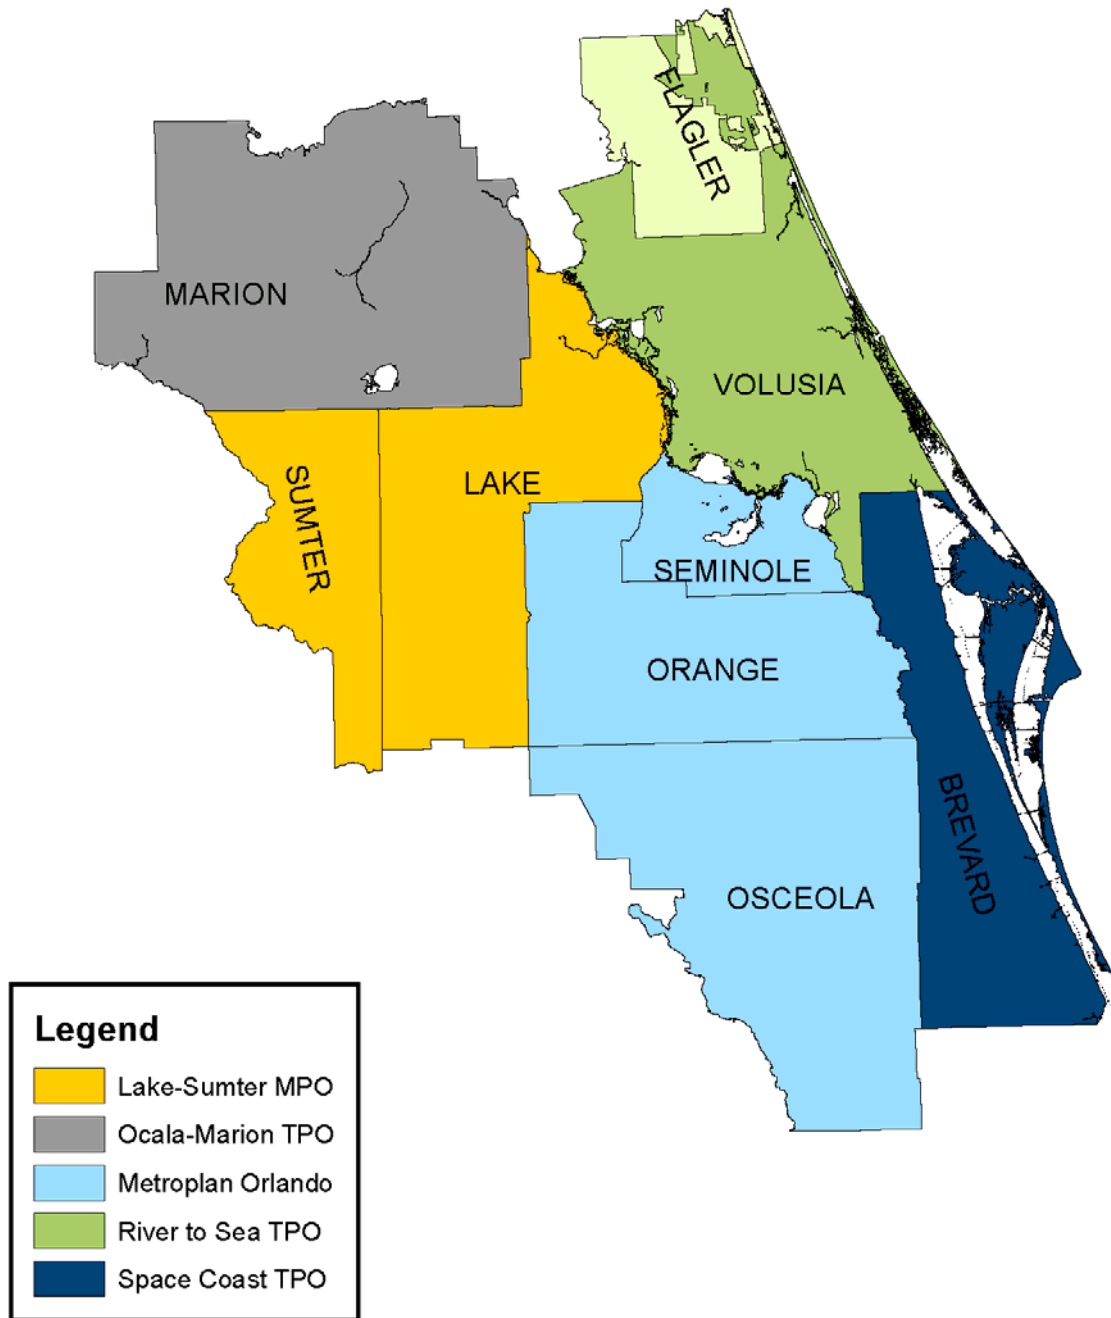 FLAGLER
MARION
VOLUSIA
LAKE
SUMTER
SEMINOLE
ORANGE
BREVARD
OSCEOLA
Legend
Lake-Sumter MPO
Ocala-Marion TPO
Metroplan Orlando
River to Sea TPO
Space Coast TPO